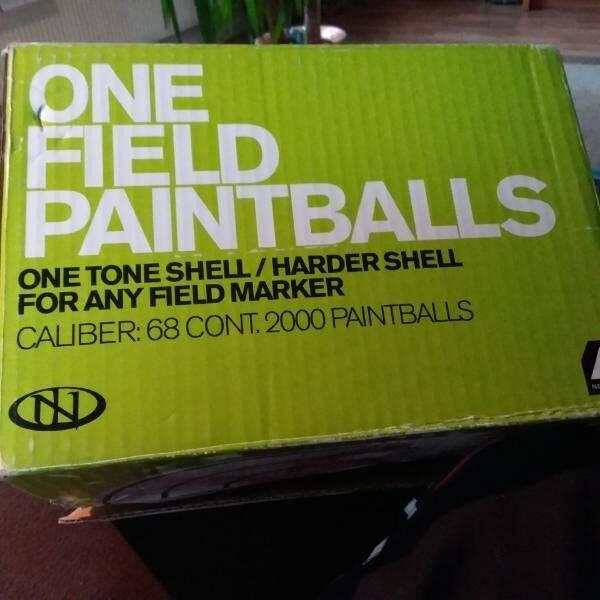 ONE
FIELD
PAINTBALLS
ONE TONE SHELL / HARDER SHELL
FOR ANY FIELD MARKER
CALIBER: 68 CONT. 2000 PAINTBALLS